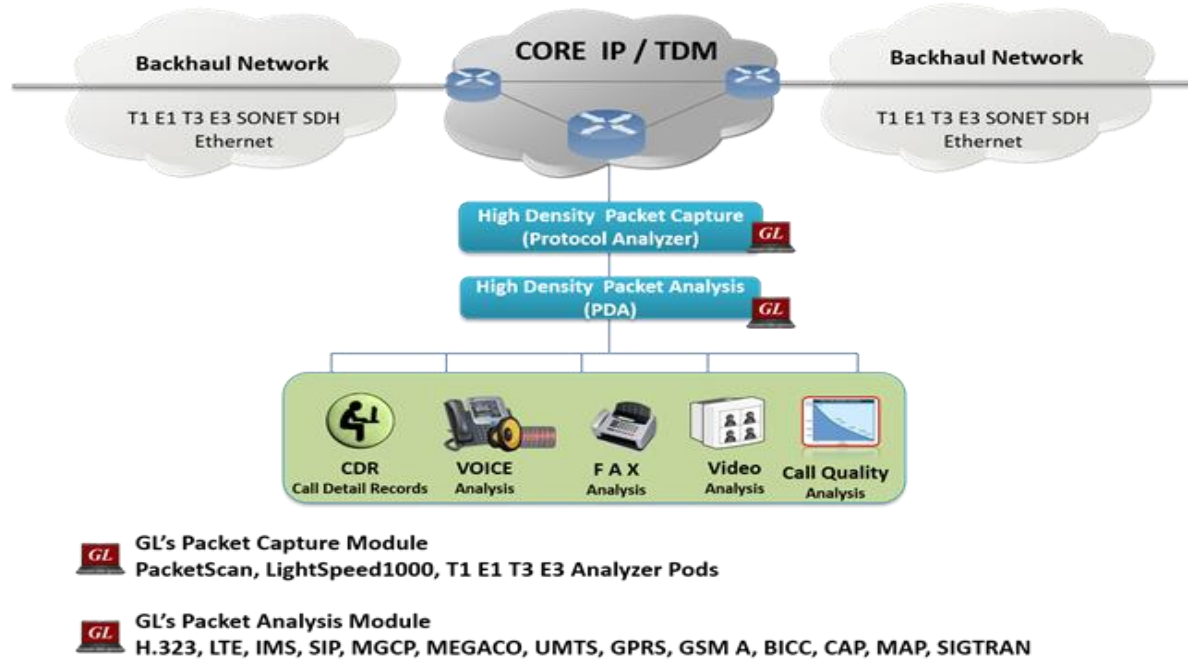 Backhaul Network
T1 E1 T3 E3 SONET SDH
Ethernet
CORE IP / TDM
Backhaul Network
T1 E1 T3 E3 SONET SDH
Ethernet
High Density Packet Capture
(Protocol Analyzer)
GL
High Density Packet Analysis
(PDA)
GL
CDR
Call Detail Records
VOICE
Analysis
F A X
Analysis
Video
Analysis
Call Quality
Analysis
GL
GL's Packet Capture Module
PacketScan, LightSpeed1000, T1 E1 T3 E3 Analyzer Pods
GL
GL's Packet Analysis Module
H.323, LTE, IMS, SIP, MGCP, MEGACO, UMTS, GPRS, GSM A, BICC, CAP, MAP, SIGTRAN